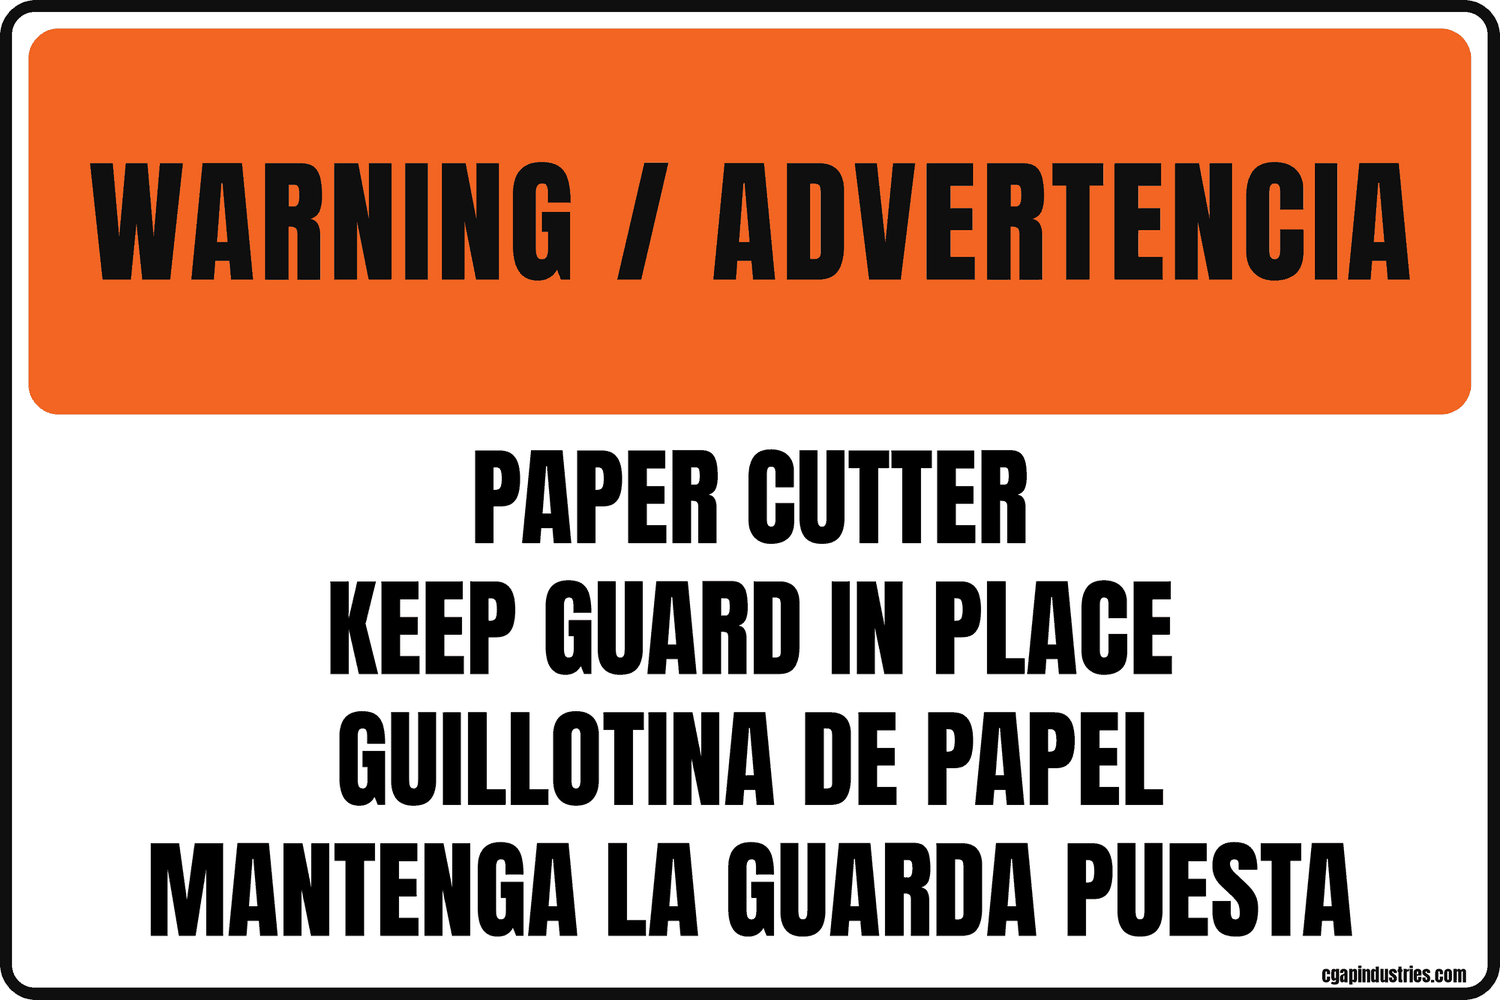 WARNING / ADVERTENCIA
PAPER CUTTER
KEEP GUARD IN PLACE
GUILLOTINA DE PAPEL
MANTENGA LA GUARDA PUESTA
cgapindustries.com